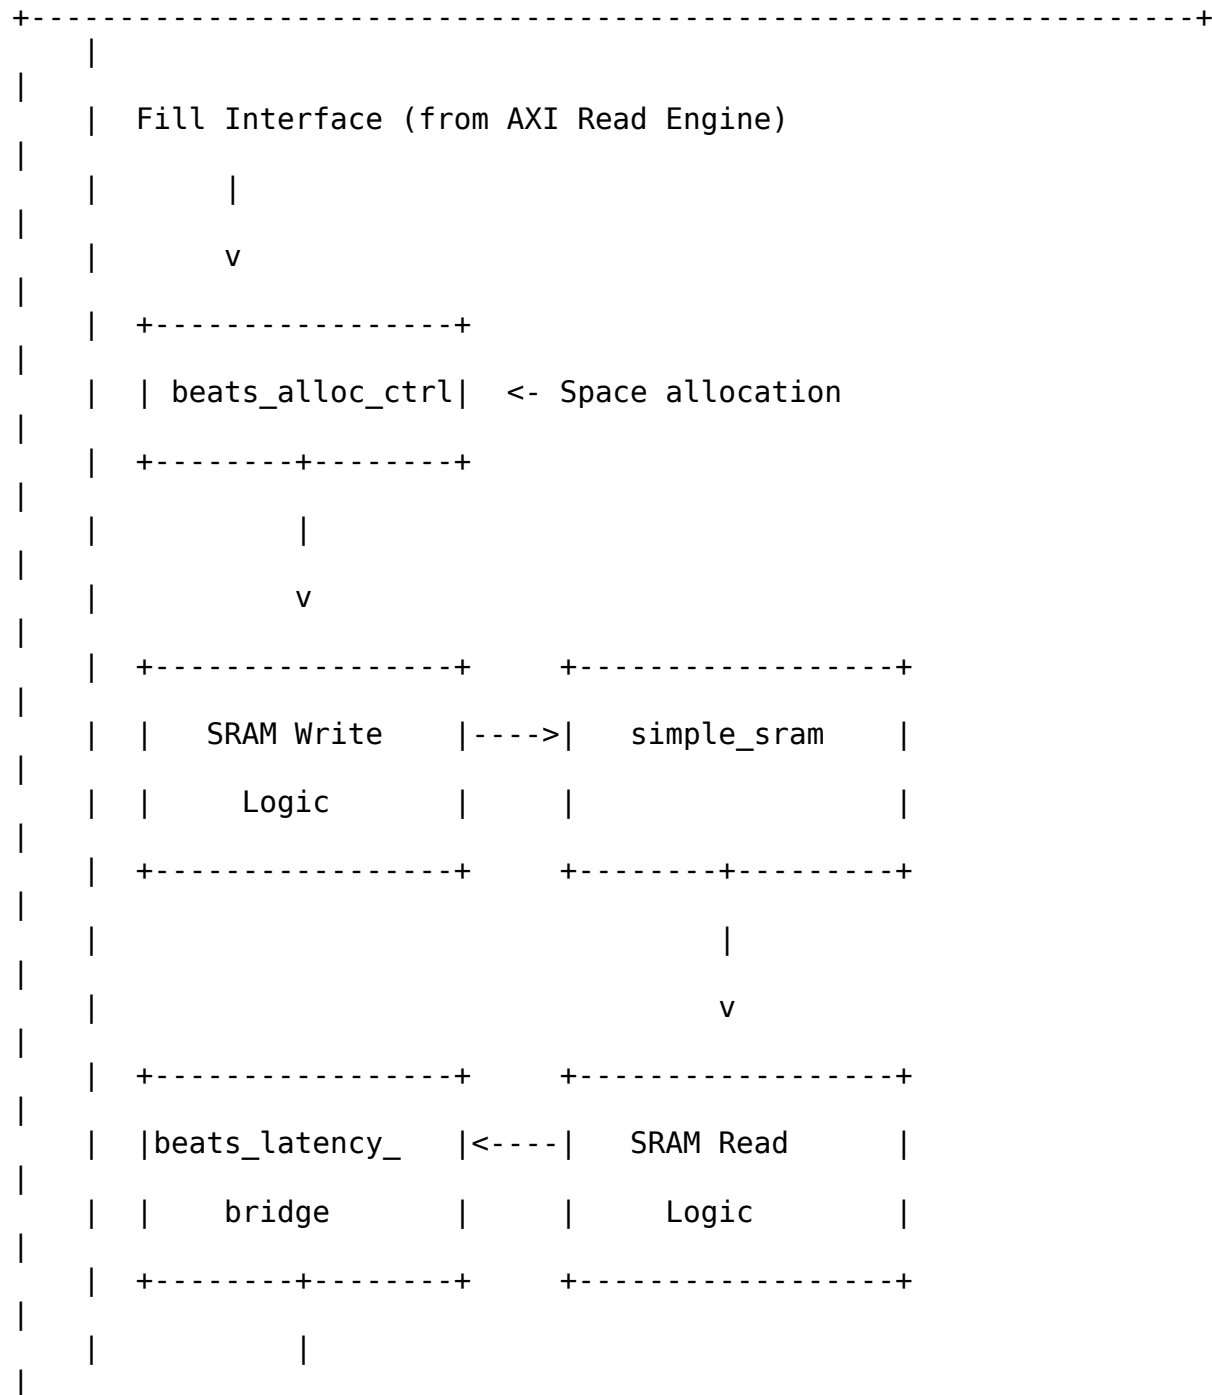 +------------------------------------------------------------------+
    |
|
    |  Fill Interface (from AXI Read Engine)
|
    |       |
|
    |       v
|
    |  +-----------------+
|
    |  | beats_alloc_ctrl|  <- Space allocation
|
    |  +--------+--------+
|
    |           |
|
    |           v
|
    |  +-----------------+     +------------------+
|
    |  |   SRAM Write    |---->|   simple_sram    |
|
    |  |     Logic       |     |                  |
|
    |  +-----------------+     +--------+---------+
|
    |                                   |
|
    |                                   v
|
    |  +-----------------+     +------------------+
|
    |  |beats_latency_   |<----|   SRAM Read      |
|
    |  |    bridge       |     |     Logic        |
|
    |  +--------+--------+     +------------------+
|
    |           |
|